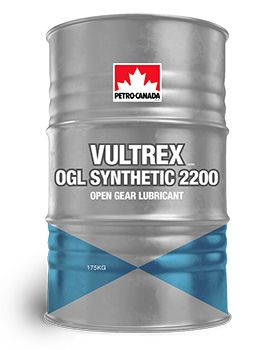 PETRO-CANADA
VULTREX
OGL SYNTHETIC 2200
OPEN GEAR LUBRICANT
175KG